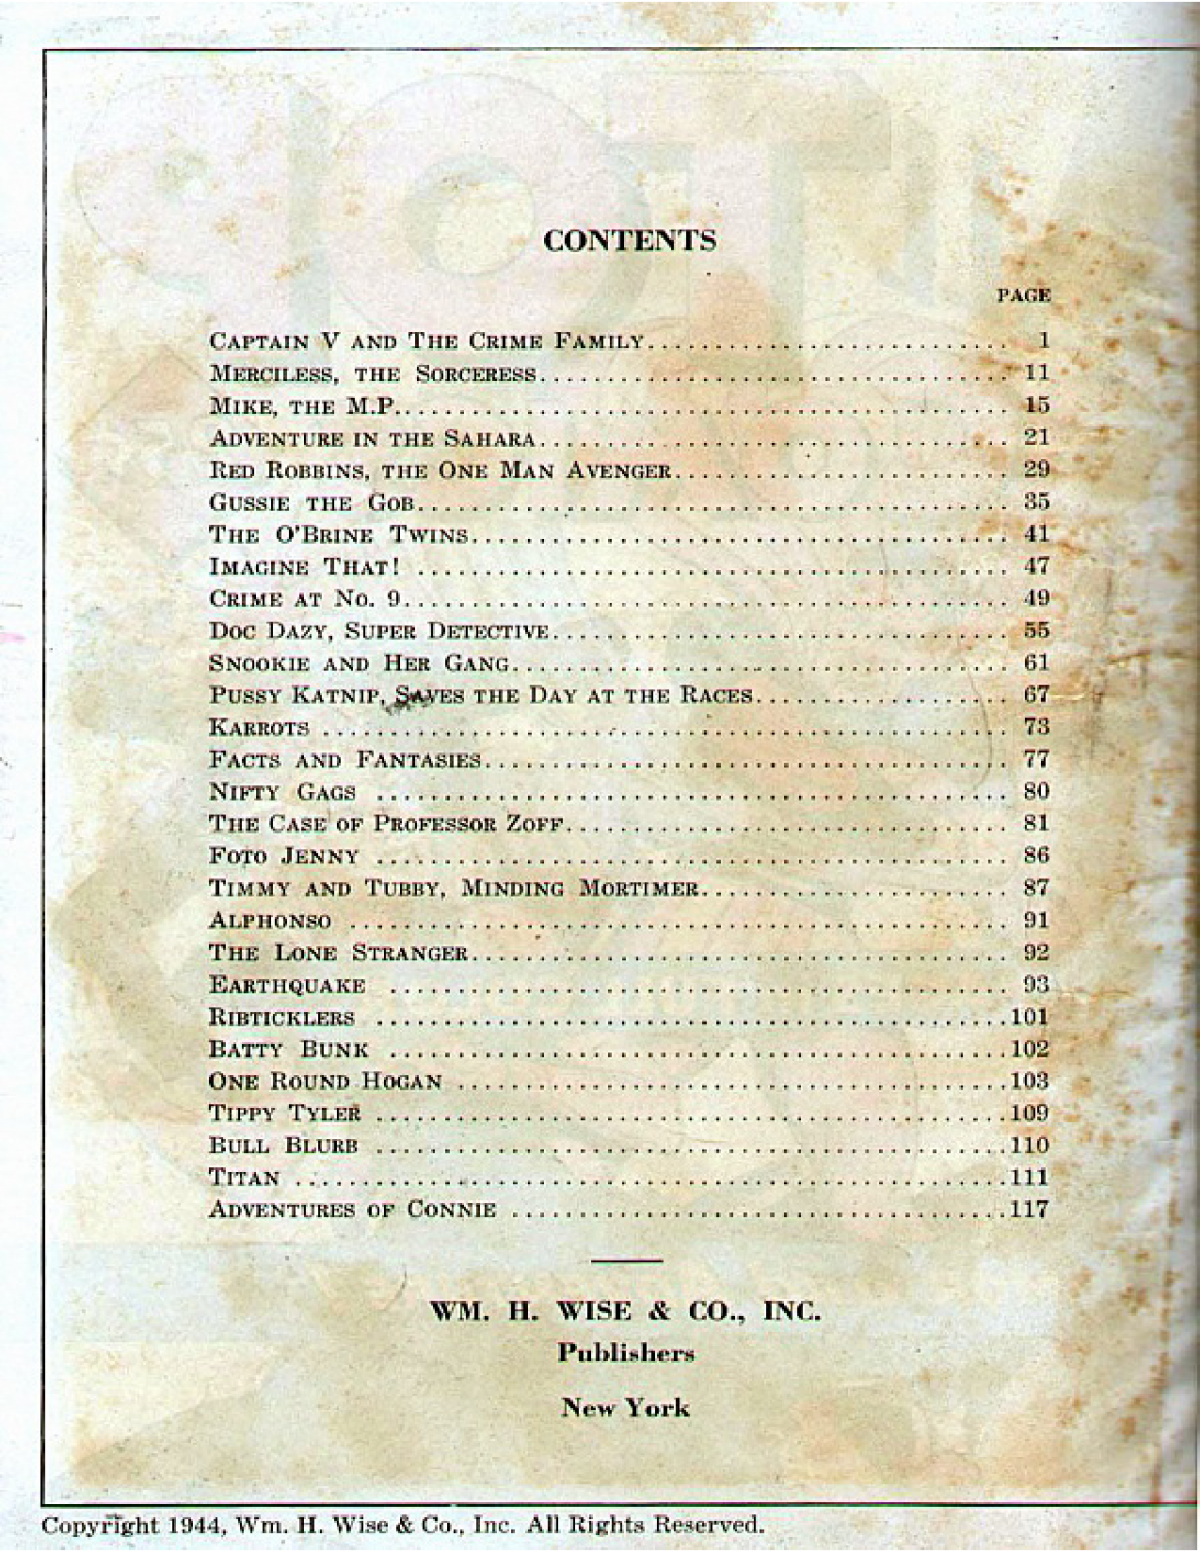 CONTENTS
PAGE
CAPTAIN V AND THE CRIME FAMILY........................... 1
MERCILESS, THE SORCERESS................................... 11
MIKE, THE M.P.............................................. 15
ADVENTURE IN THE SAHARA................................... 21
RED ROBBINS, THE ONE MAN AVENGER......................... 29
GUSSIE THE GOB............................................ 35
THE O'BRINE TWINS........................................ 41
IMAGINE THAT! ............................................ 47
CRIME AT NO. 9............................................. 49
DOC DAZY, SUPER DETECTIVE.................................. 55
SNOOKIE AND HER GANG..................................... 61
PUSSY KATNIP, SAVES THE DAY AT THE RACES................... 67
KARROTS ................................................... 73
FACTS AND FANTASIES....................................... 77
NIFTY GAGS ............................................... 80
THE CASE OF PROFESSOR ZOFF................................. 81
FOTO JENNY ............................................... 86
TIMMY AND TUBBY, MINDING MORTIMER....................... 87
ALPHONSO ................................................. 91
THE LONE STRANGER........................................ 92
EARTHQUAKE .............................................. 93
RIBTICKLERS ...............................................101
BATTY BUNK ..............................................102
ONE ROUND HOGAN .........................................103
TIPPY TYLER ...............................................109
BULL BLURB ...............................................110
TITAN .....................................................111
ADVENTURES OF CONNIE .....................................117
WM. H. WISE & CO., INC.
Publishers
New York
Copyright 1944, Wm. H. Wise & Co., Inc. All Rights Reserved.